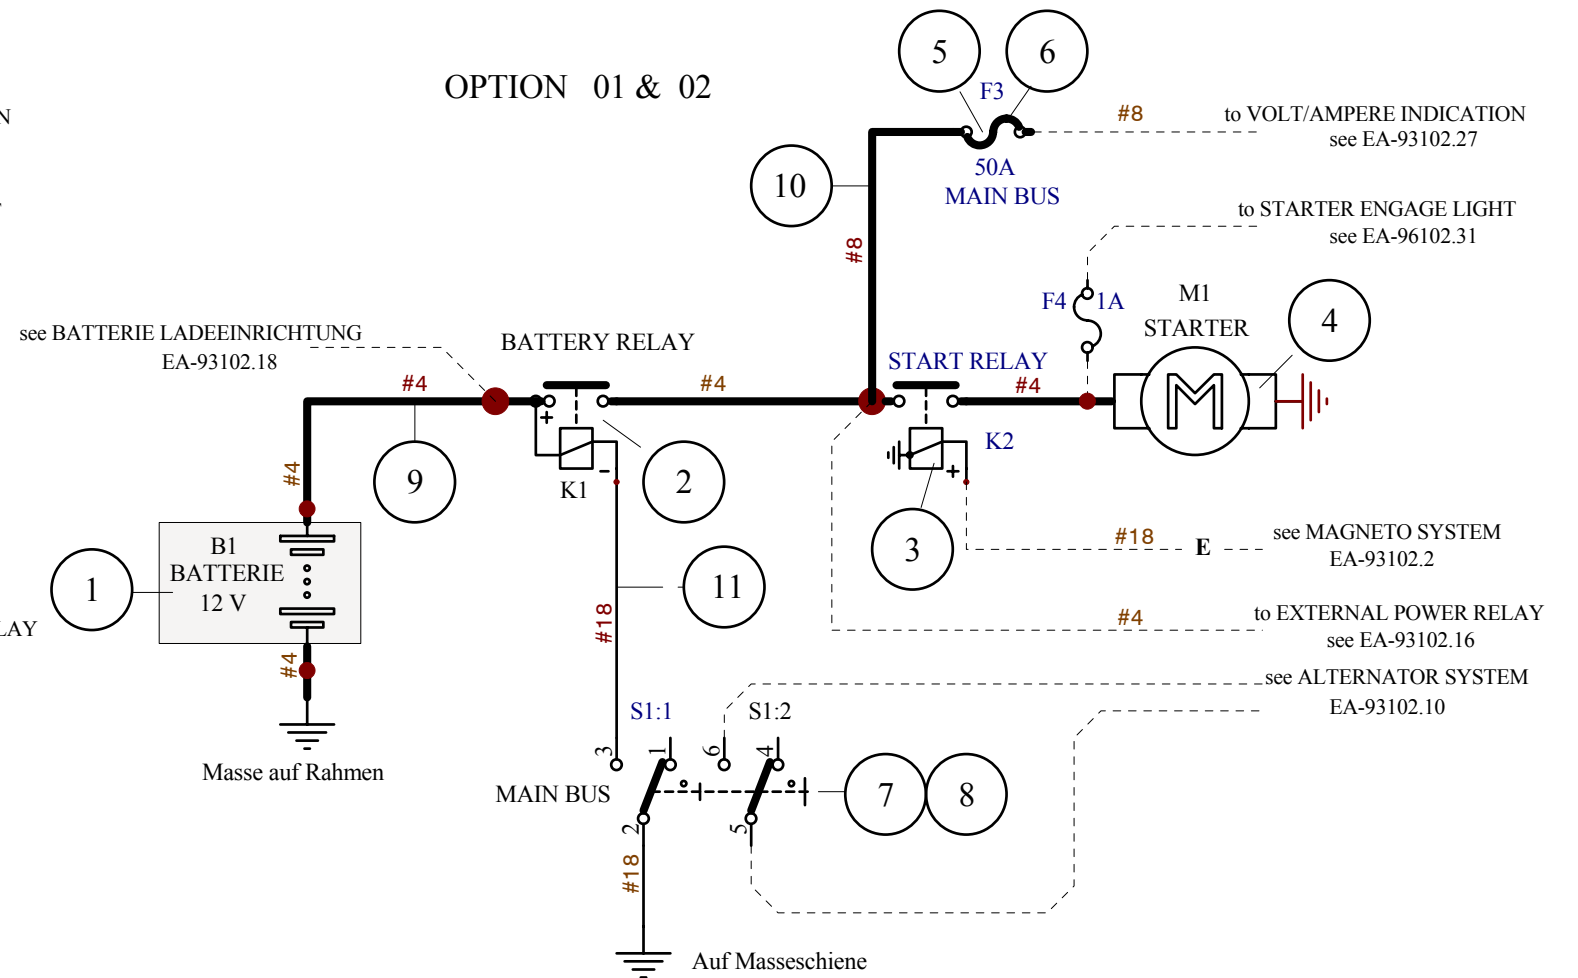 OPTION 01 & 02
5
6
F3
N
#8
to VOLT/AMPERE INDICATION
see EA-93102.27
50A
MAIN BUS
10
#8
to STARTER ENGAGE LIGHT
see EA-96102.31
F4
1A
M1
STARTER
4
see BATTERIE LADEEINRICHTUNG
EA-93102.18
BATTERY RELAY
START RELAY
#4
#4
#4
K2
+
-
K1
+
9
2
3
#4
#18
E
see MAGNETO SYSTEM
EA-93102.2
B1
BATTERIE
12 V
1
11
#18
LAY
#4
to EXTERNAL POWER RELAY
see EA-93102.16
#4
see ALTERNATOR SYSTEM
EA-93102.10
S1:1
S1:2
3
1
6
4
Masse auf Rahmen
MAIN BUS
7
8
2
5
#18
Auf Masseschiene